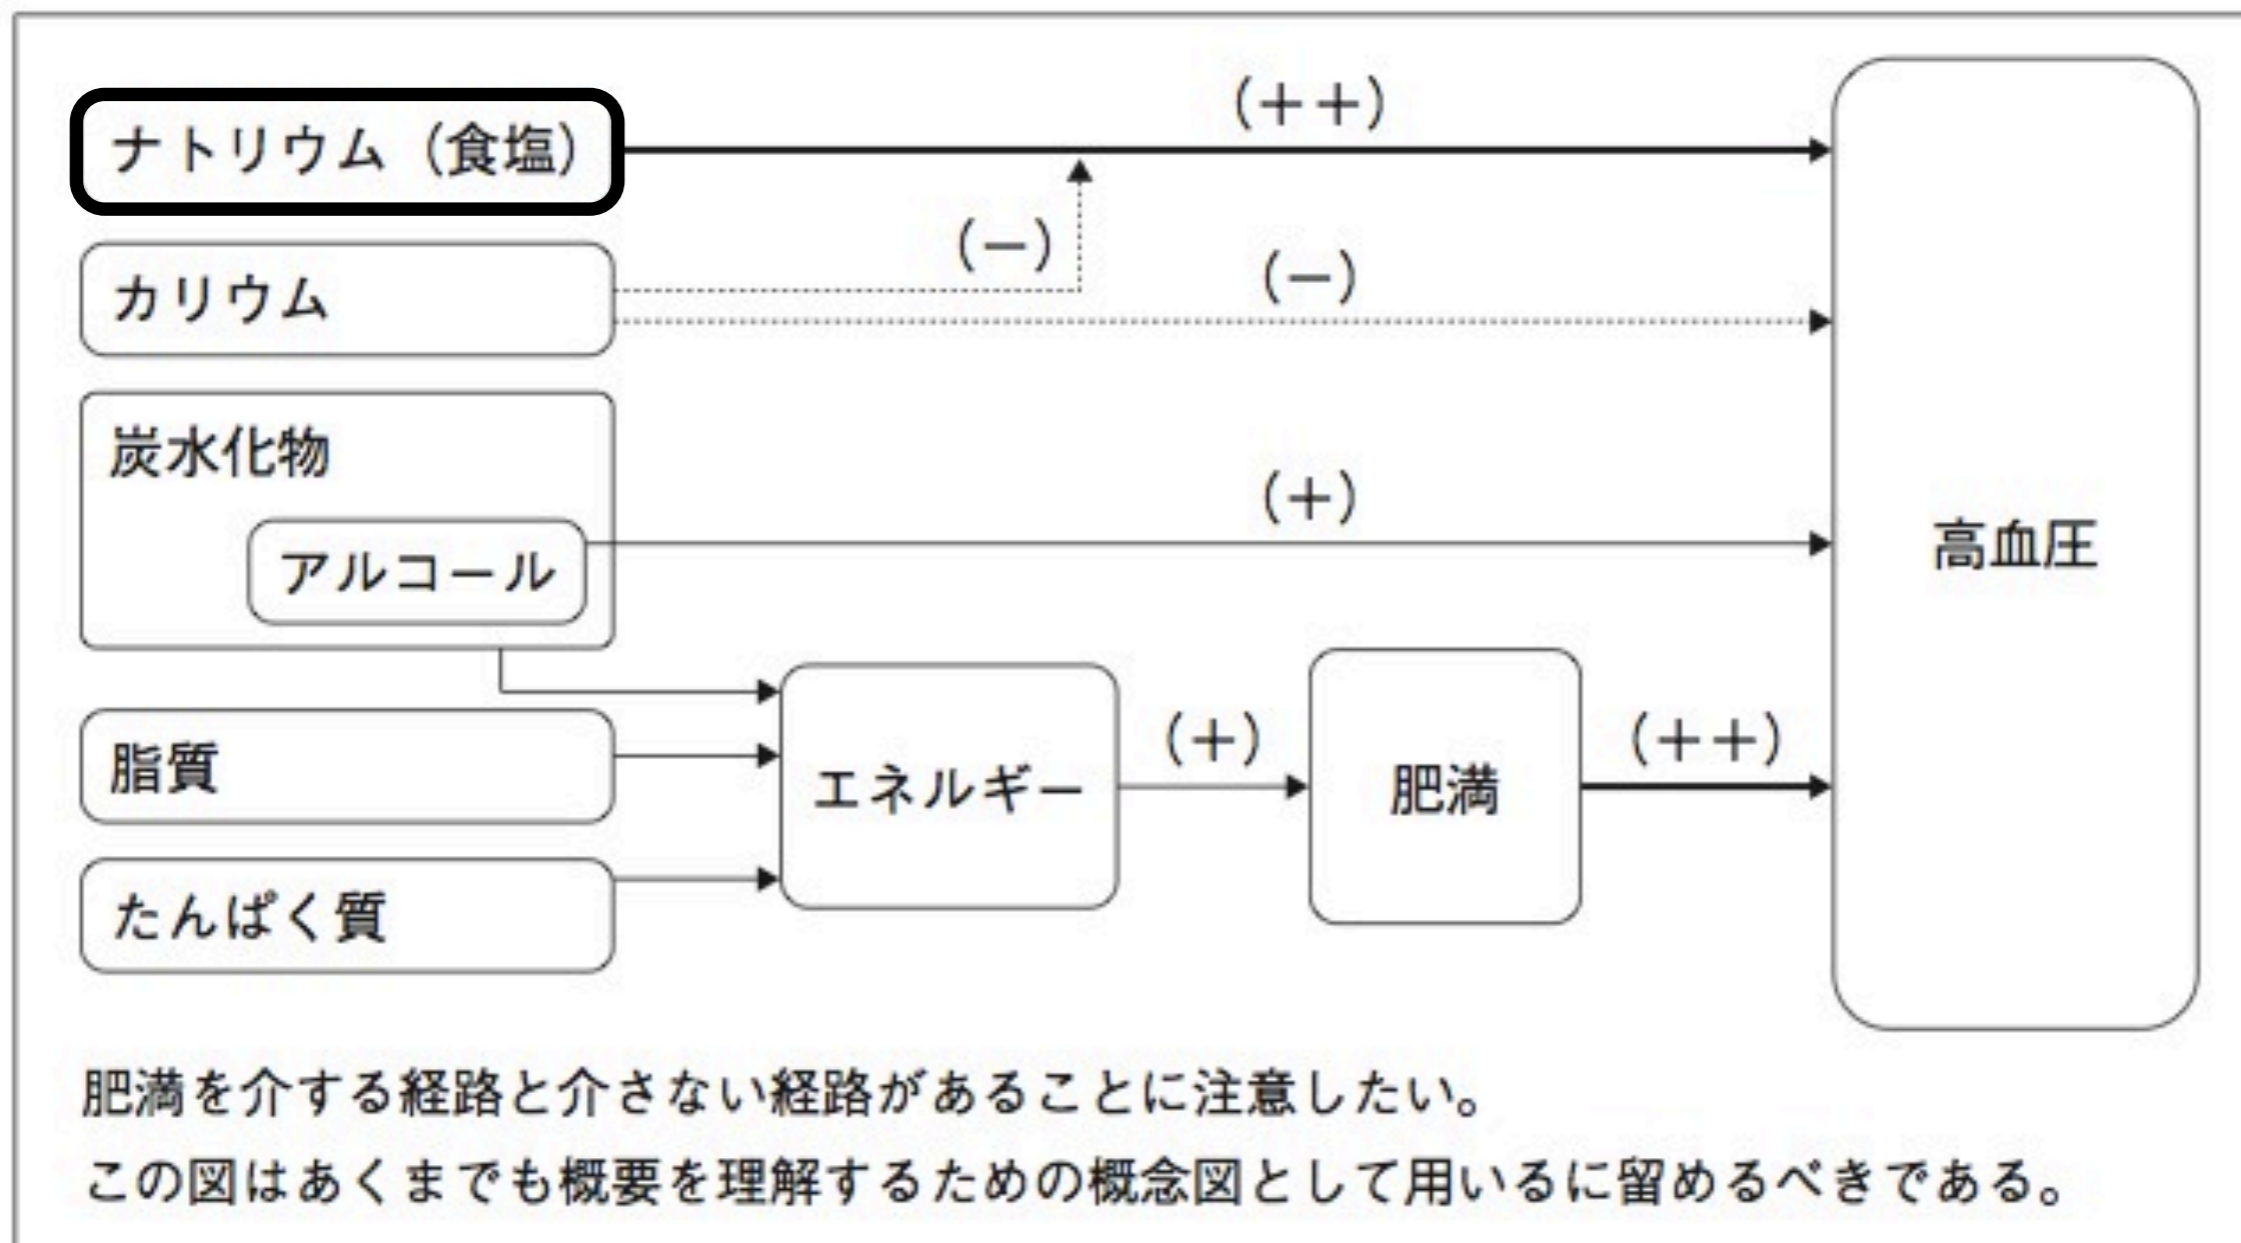 ナトリウム（食塩）
（＋＋）
カリウム
（－）
（－）
炭水化物
アルコール
（＋）
高血圧
脂質
たんぱく質
エネルギー
（＋）
肥満
（＋＋）
肥満を介する経路と介さない経路があることに注意したい。
この図はあくまでも概要を理解するための概念図として用いるに留めるべきである。